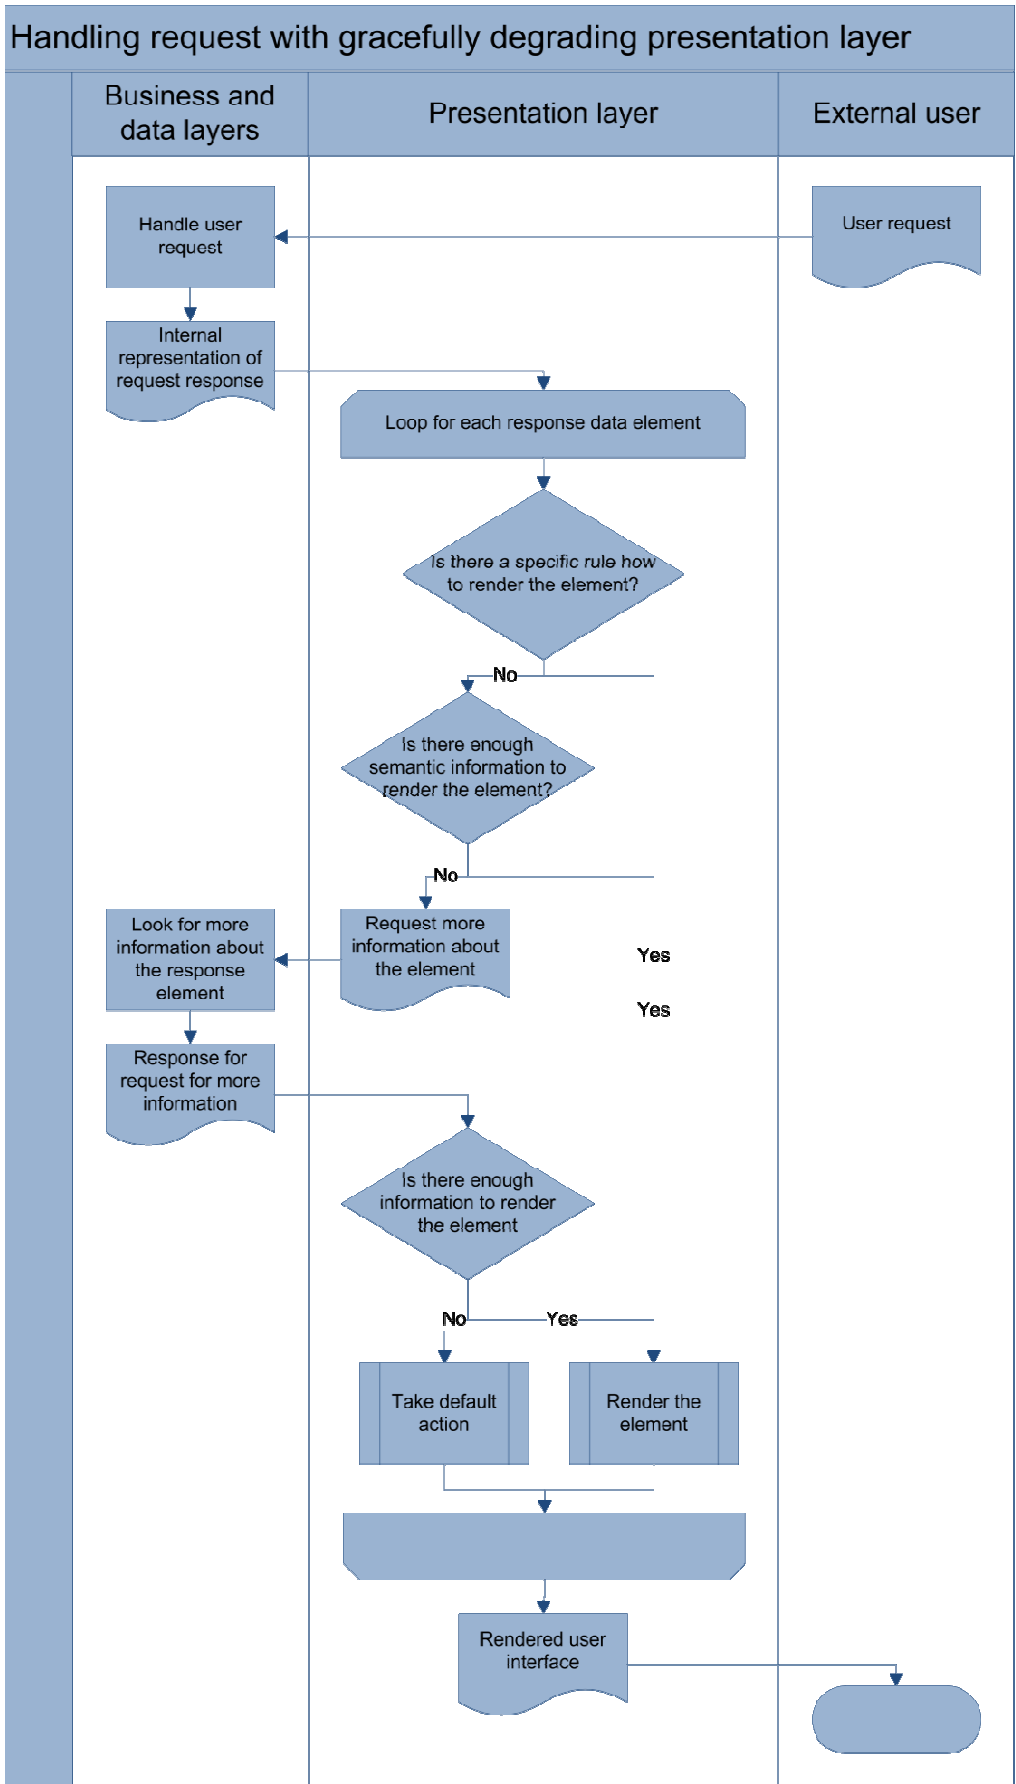 Handling request with gracefully degrading presentation layer
Business and
data layers
Presentation layer
External user
Handle user
request
User request
Internal
representation of
request response
Loop for each response data element
Is there a specific rule how
to render the element?
No
Is there enough
semantic information to
render the element?
No
Look for more
information about
the response
element
Request more
information about
the element
Yes
Yes
Response for
request for more
information
Is there enough
information to render
the element
No
Yes
Take default
action
Render the
element
Rendered user
interface